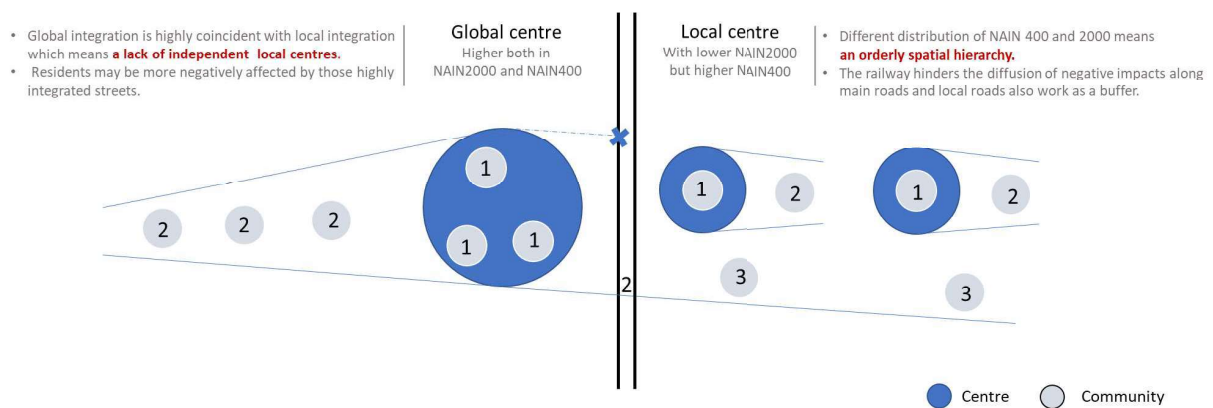 • Global integration is highly coincident with local integration
which means a lack of independent local centres.
• Residents may be more negatively affected by those highly
integrated streets.
Global centre
Higher both in
NAIN2000 and NAIN400
Local centre
With lower NAIN2000
but higher NAIN400
• Different distribution of NAIN 400 and 2000 means
an orderly spatial hierarchy.
• The railway hinders the diffusion of negative impacts along
main roads and local roads also work as a buffer.
1
1
1
2
2
2
2
1
2
1
2
3
3
Centre
Community